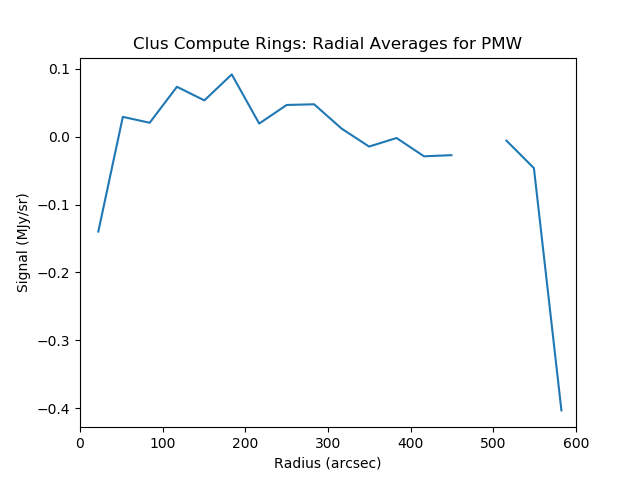 Clus Compute Rings: Radial Averages for PMW
0.1
0.0
−0.1
−0.2
−0.3
−0.4
Signal (MJy/sr)
0 100 200 300 400 500 600
Radius (arcsec)